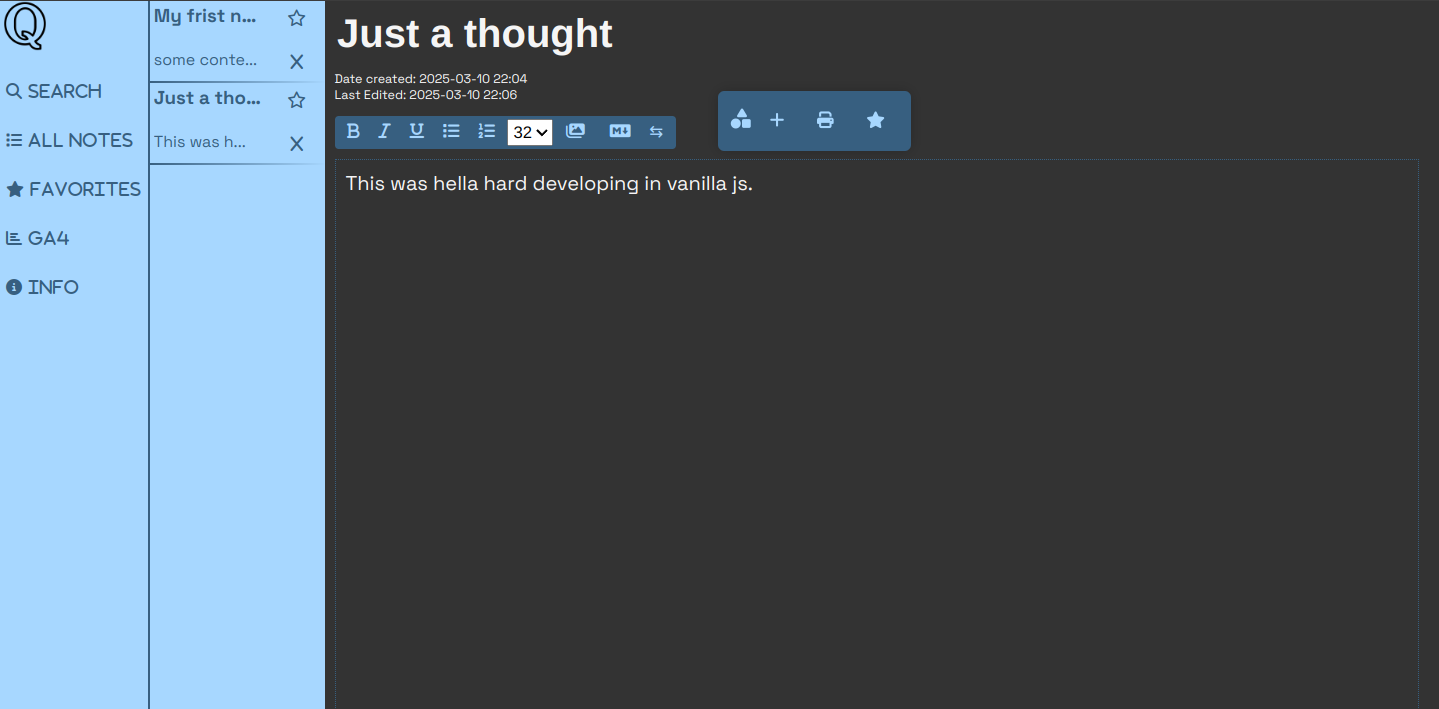 Q
SEARCH
ALL NOTES
FAVORITES
GA4
INFO
My frist n...
some conte... X
Just a tho...
This was h... X
Just a thought
Date created: 2025-03-10 22:04
Last Edited: 2025-03-10 22:06
B I U 32 M
This was hella hard developing in vanilla js.